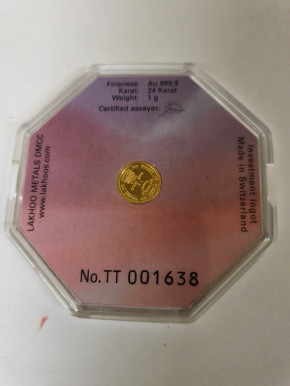 Fineness: Au 999,9
Karat: 24 Karat
Weight: 1 g
Certified assayer:
LAKHOO METALS DMCC
www.lakhoos.com
Investment ingot
Made in Switzerland
No. TT 001638